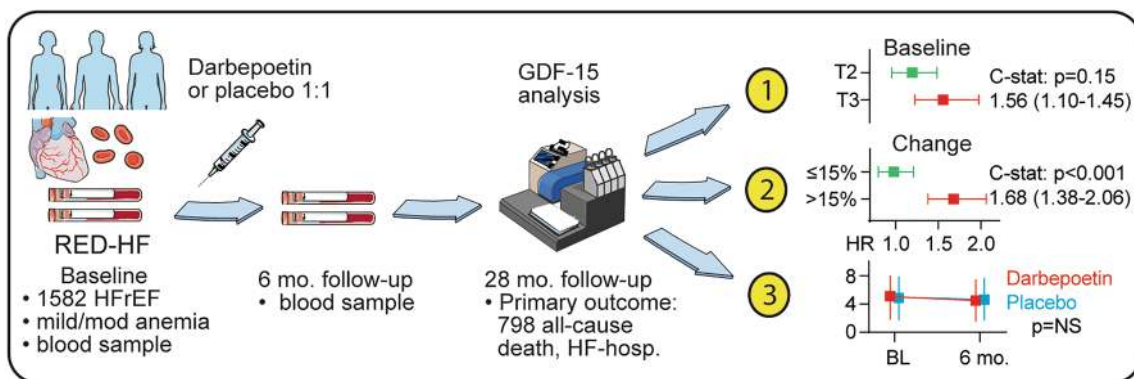 Darbepoetin
or placebo 1:1
RED-HF
Baseline
• 1582 HFrEF
• mild/mod anemia
• blood sample
6 mo. follow-up
• blood sample
GDF-15
analysis
28 mo. follow-up
• Primary outcome:
798 all-cause
death, HF-hosp.
1
Baseline
T2
T3
C-stat: p=0.15
1.56 (1.10-1.45)
2
Change
≤15%
>15%
C-stat: p<0.001
1.68 (1.38-2.06)
HR 1.0 1.5 2.0
3
8
4
0
BL 6 mo.
Darbepoetin
Placebo
p=NS